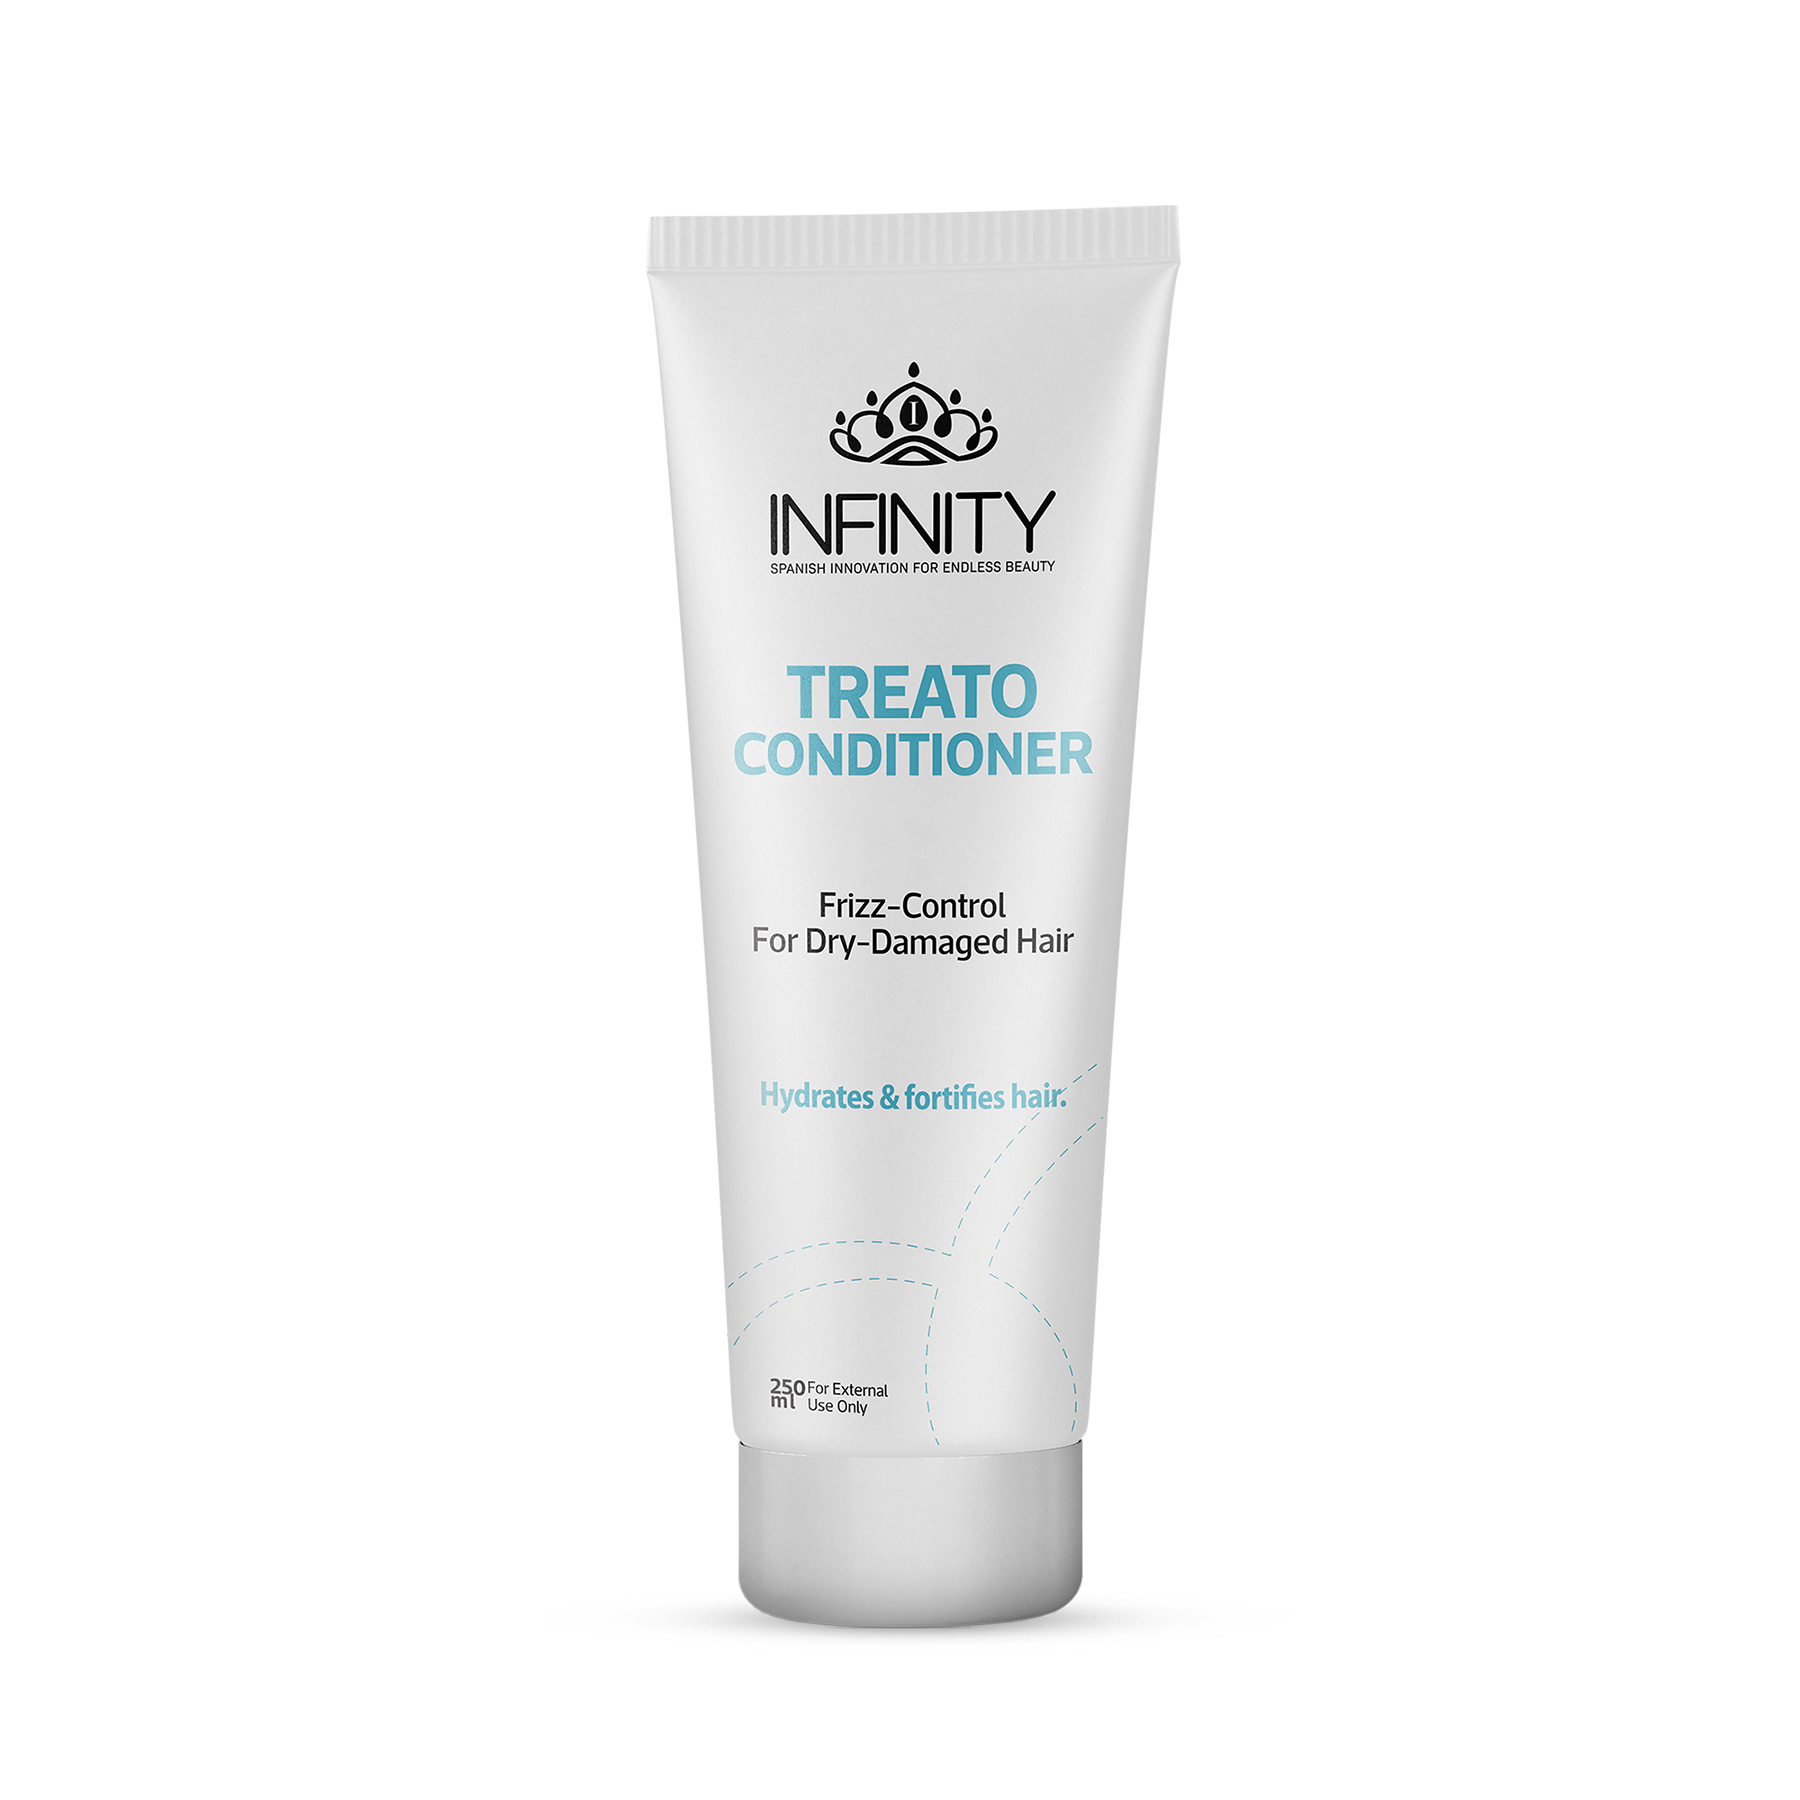 I
INFINITY
SPANISH INNOVATION FOR ENDLESS BEAUTY
TREATO
CONDITIONER
Frizz-Control
For Dry-Damaged Hair
Hydrates & fortifies hair.
250 ml For External
Use Only